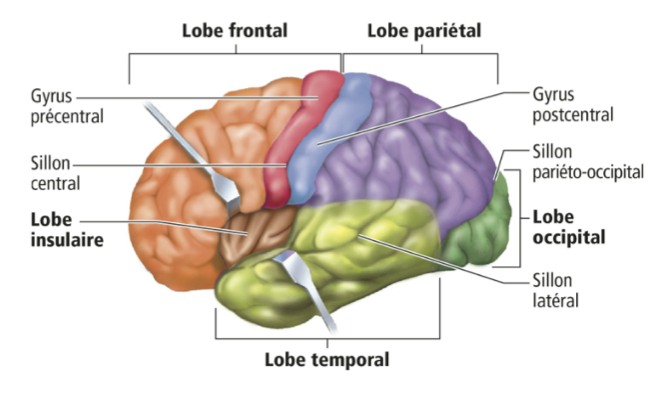 Lobe frontal
Lobe pariétal
Gyrus
précentral
Sillon
central
Lobe
insulaire
Gyrus
postcentral
Sillon
pariéto-occipital
Lobe
occipital
Sillon
latéral
Lobe temporal